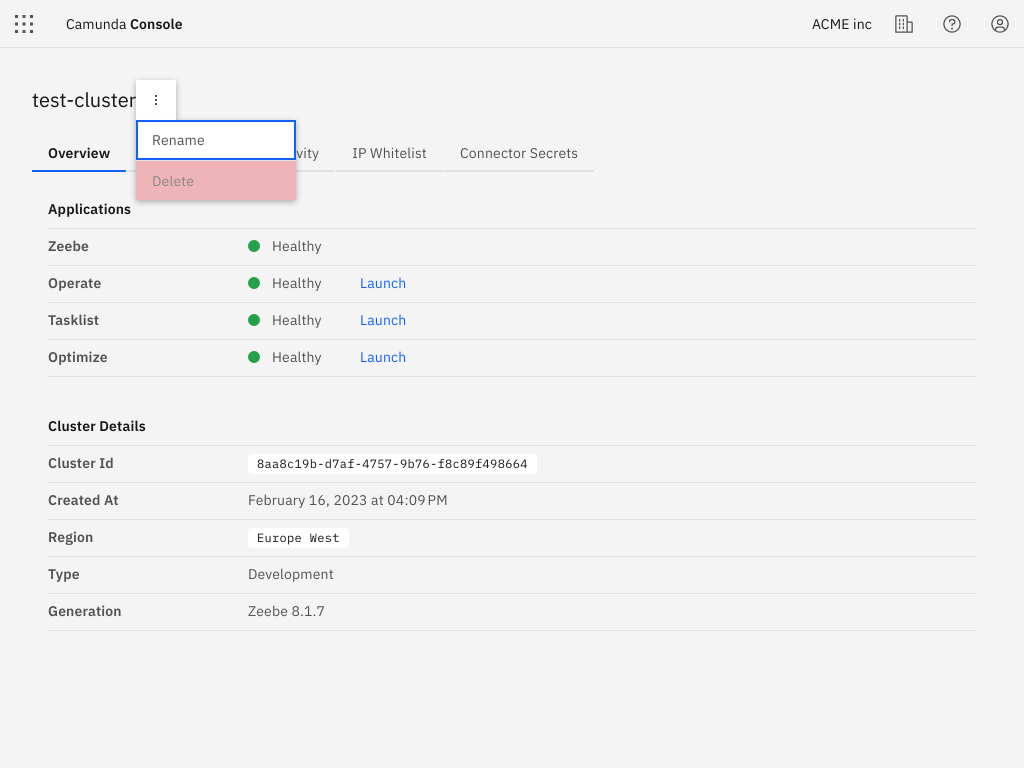 Camunda Console
ACME inc
test-cluster
Rename
Delete
Overview
vity
IP Whitelist
Connector Secrets
Applications
Zeebe Healthy
Operate Healthy Launch
Tasklist Healthy Launch
Optimize Healthy Launch
Cluster Details
Cluster Id 8aa8c19b-d7af-4757-9b76-f8c89f498664
Created At February 16, 2023 at 04:09 PM
Region Europe West
Type Development
Generation Zeebe 8.1.7